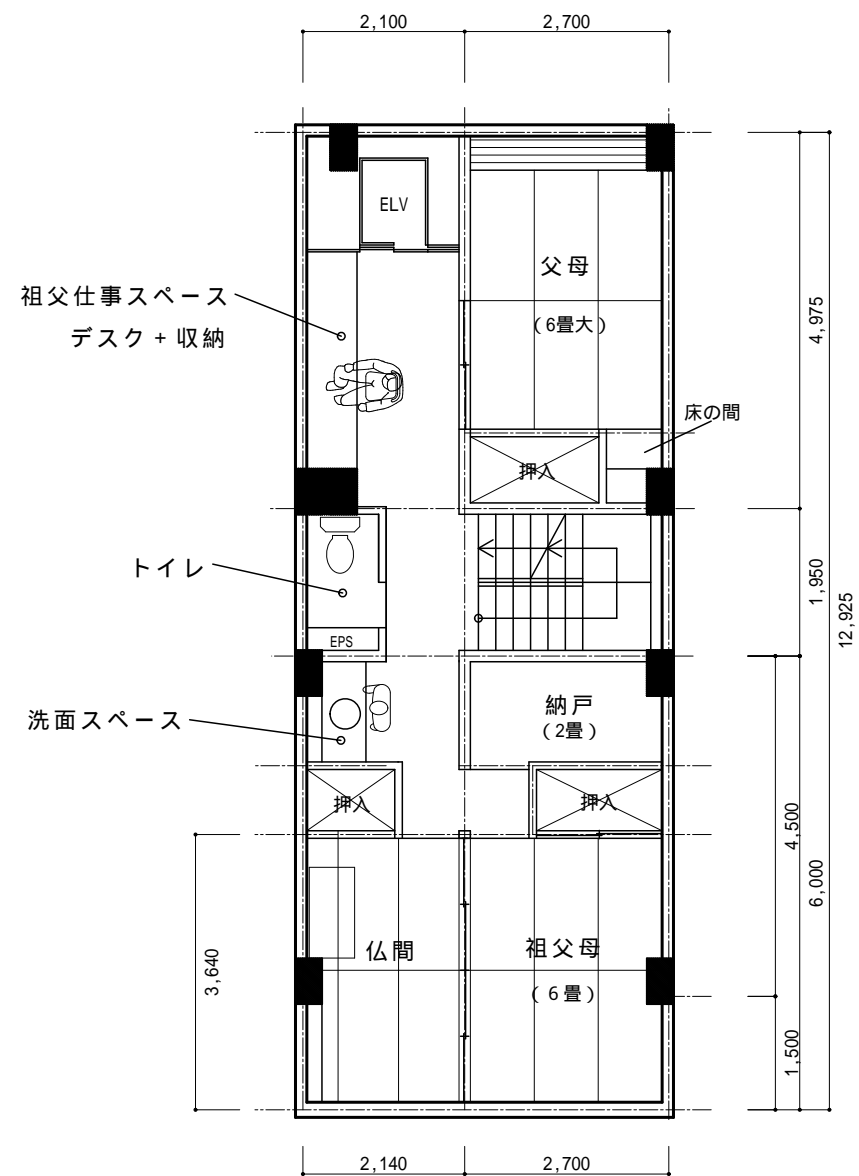 2,100
2,700
ELV
父母
(6畳大)
祖父仕事スペース
デスク+収納
4,975
床の間
押入
トイレ
1,950
12,925
EPS
納戸
(2畳)
洗面スペース
押入
押入
4,500
6,000
3,640
仏間
祖父母
(6畳)
1,500
2,140
2,700